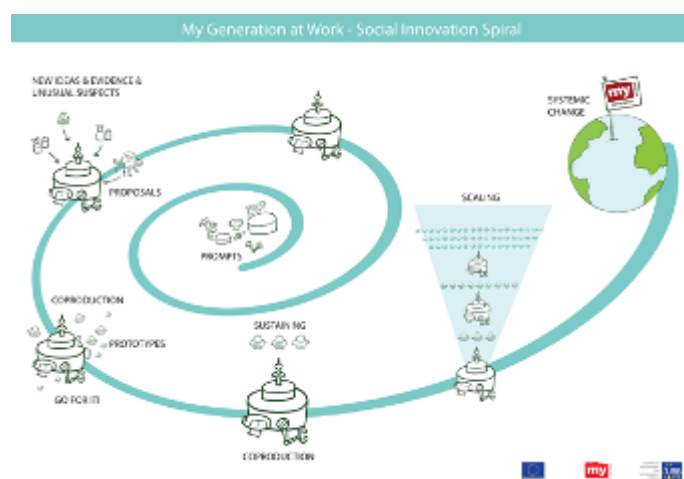 My Generation at Work - Social Innovation Spiral
NEW IDEAS & EVIDENCE &
UNUSUAL SUSPECTS
PROPOSALS
PROMPTS
COPRODUCTION
PROTOTYPES
GO FOR IT!
SUSTAINING
COPRODUCTION
SCALING
SYSTEMIC
CHANGE
my
my